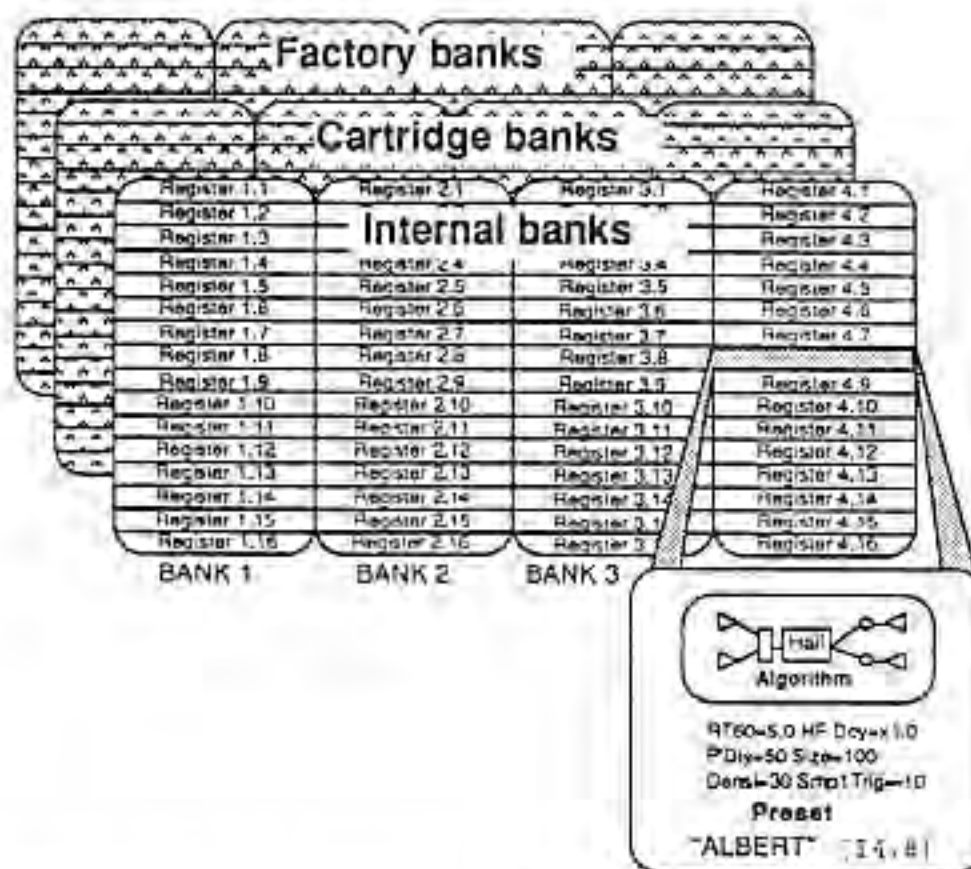 Factory banks
Cartridge banks
Internal banks
Register 1.1 Register 2.1 Register 3.1 Register 4.1
Register 1.2 Register 4.2
Register 1.3 Register 4.3
Register 1.4 Register 2.4 Register 3.4 Register 4.4
Register 1.5 Register 2.5 Register 3.5 Register 4.5
Register 1.6 Register 2.6 Register 3.6 Register 4.6
Register 1.7 Register 2.7 Register 3.7 Register 4.7
Register 1.8 Register 2.8 Register 3.8
Register 1.9 Register 2.9 Register 3.9 Register 4.9
Register 1.10 Register 2.10 Register 3.10 Register 4.10
Register 1.11 Register 2.11 Register 3.11 Register 4.11
Register 1.12 Register 2.12 Register 3.12 Register 4.12
Register 1.13 Register 2.13 Register 3.13 Register 4.13
Register 1.14 Register 2.14 Register 3.14 Register 4.14
Register 1.15 Register 2.15 Register 3.1 Register 4.15
Register 1.16 Register 2.16 Register 3 Register 4.16
BANK 1 BANK 2 BANK 3
Hall
Algorithm
RT60=5.0 HF Dcy=x1.0
P'Dly=50 Size=100
Trig=-10
Preset
"ALBERT" [I4.8]